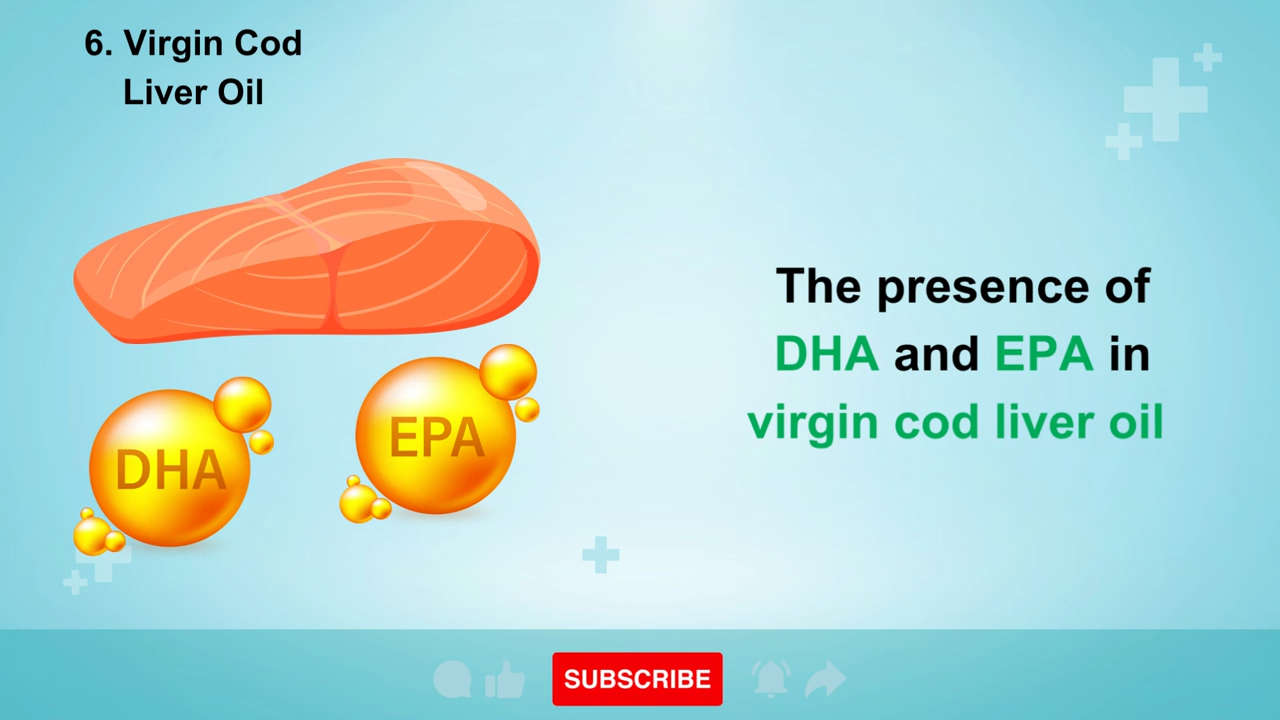 6. Virgin Cod
Liver Oil
DHA
EPA
The presence of
DHA and EPA in
virgin cod liver oil
SUBSCRIBE